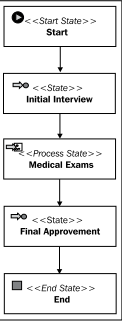 <<Start State>>
Start
<<State>>
Initial Interview
<<Process State>>
Medical Exams
<<State>>
Final Approvement
<<End State>>
End